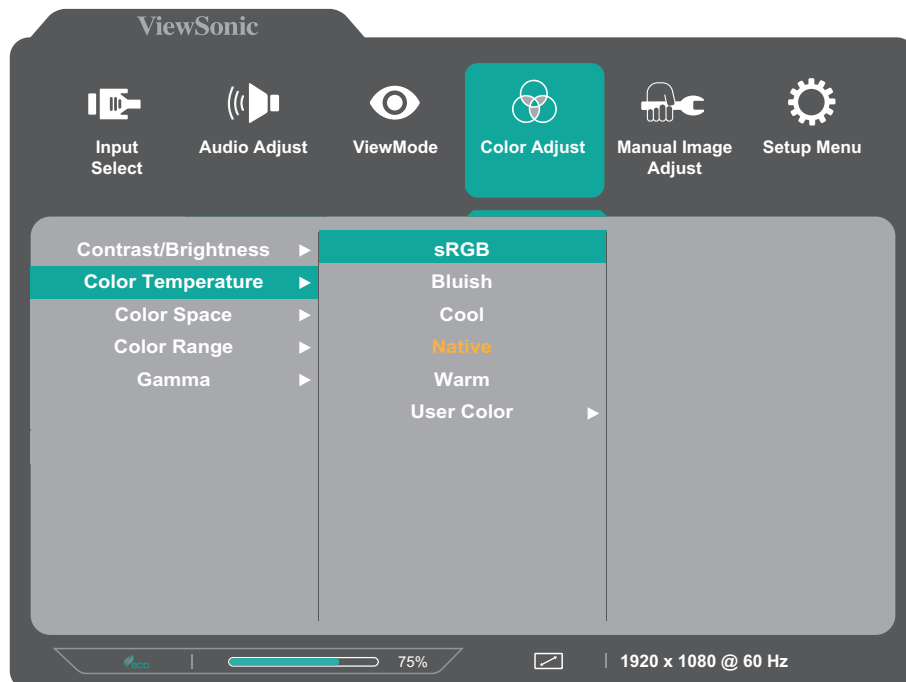 ViewSonic
Input Select
Audio Adjust
ViewMode
Color Adjust
Manual Image Adjust
Setup Menu
Contrast/Brightness
sRGB
Color Temperature
Bluish
Color Space
Cool
Color Range
Native
Gamma
Warm
User Color
eco
75%
1920 x 1080 @ 60 Hz